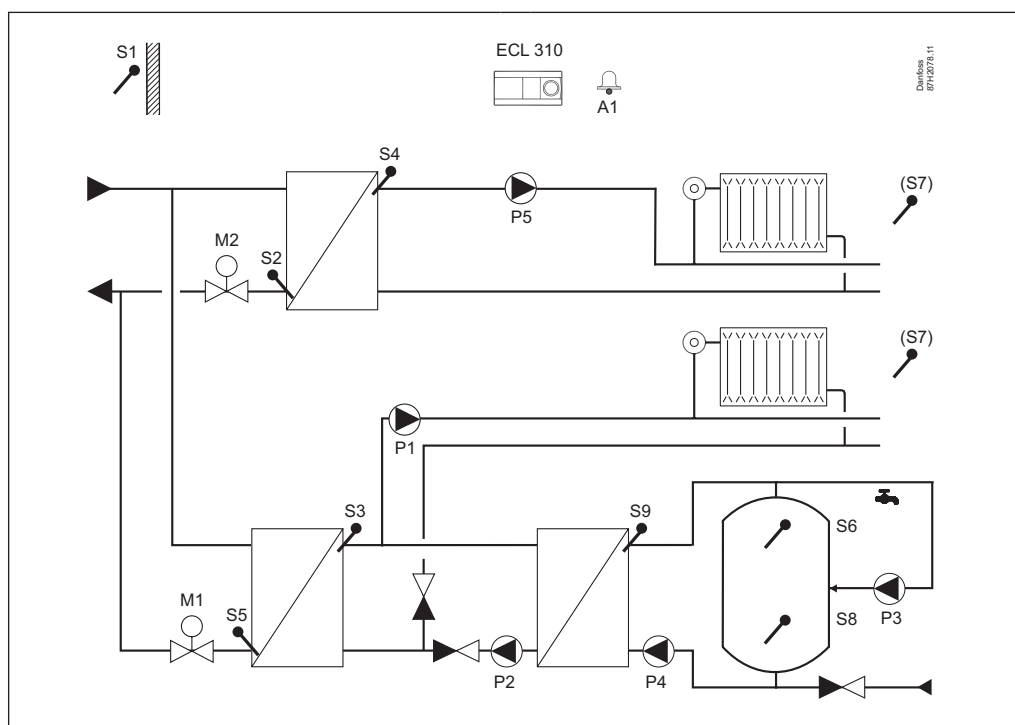 S1
ECL 310
A1
Danfoss
87H2078.11
S4
P5
(S7)
M2
S2
(S7)
P1
S3
S9
S6
M1
S5
S8
P3
P2
P4